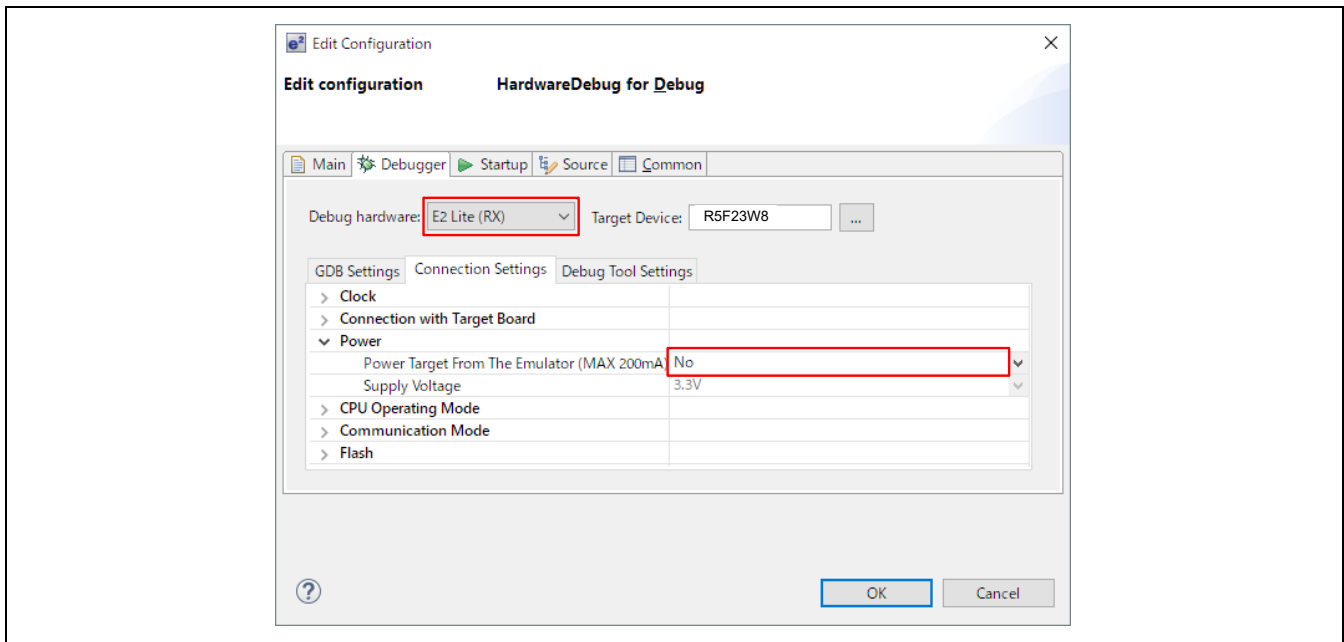 e² Edit Configuration
Edit configuration HardwareDebug for Debug
Main Debugger Startup Source Common
Debug hardware: E2 Lite (RX) Target Device: R5F23W8 ...
GDB Settings Connection Settings Debug Tool Settings
Clock
Connection with Target Board
Power
Power Target From The Emulator (MAX 200mA) No
Supply Voltage 3.3V
CPU Operating Mode
Communication Mode
Flash
? OK Cancel